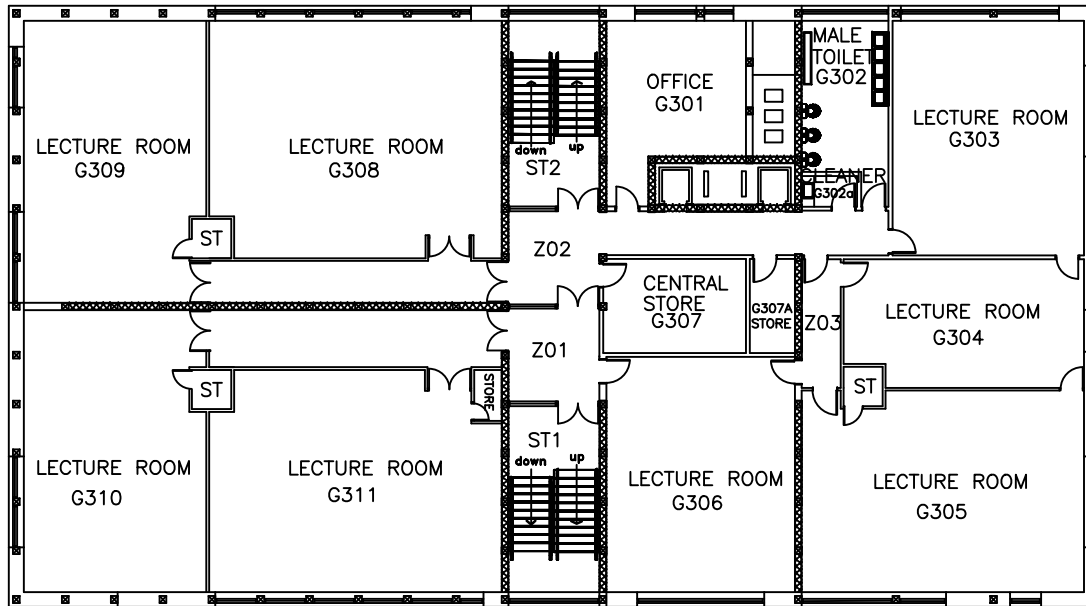 MALE
TOILET
G302
OFFICE
G301
LECTURE ROOM
G303
LECTURE ROOM
G309
LECTURE ROOM
G308
down
up
ST2
CLEANER
G302a
ST
Z02
CENTRAL
STORE
G307
G307A
STORE
Z03
LECTURE ROOM
G304
Z01
ST
STORE
ST
ST1
down
up
LECTURE ROOM
G310
LECTURE ROOM
G311
LECTURE ROOM
G306
LECTURE ROOM
G305